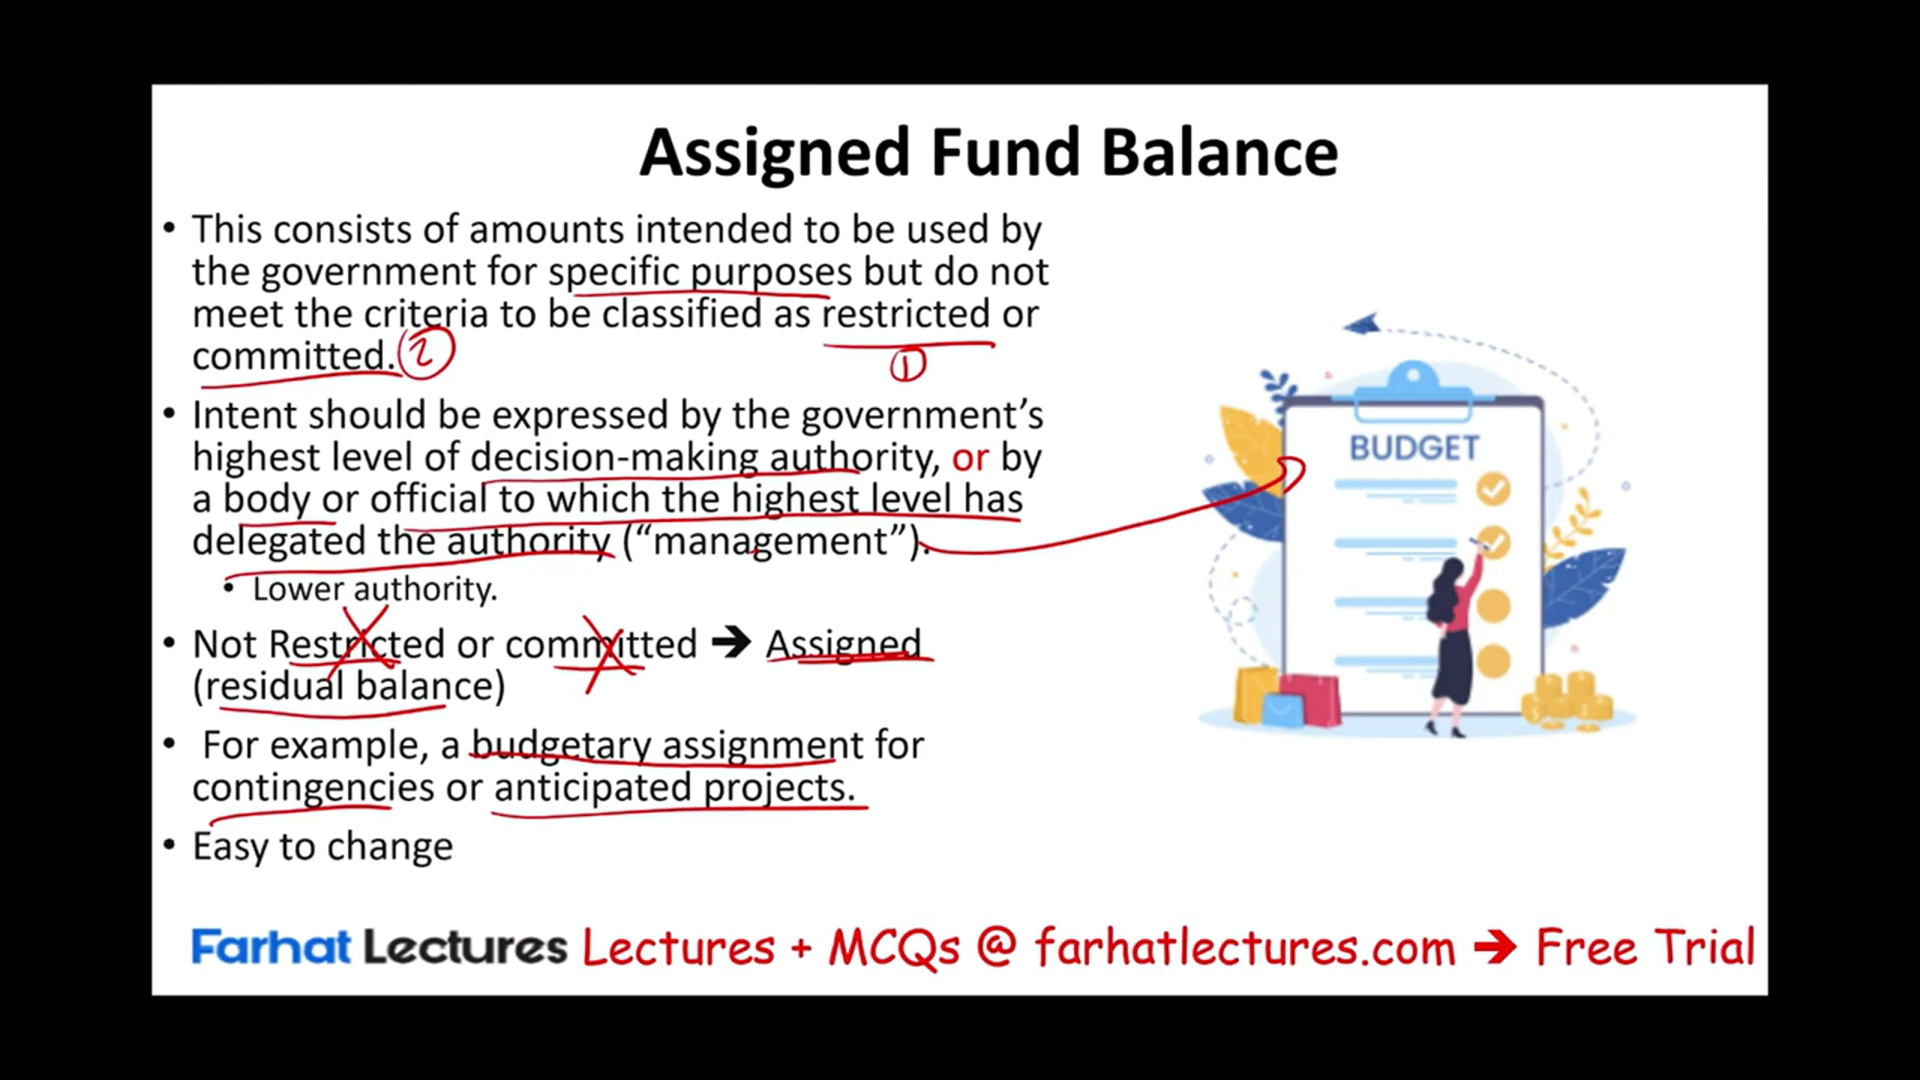 Assigned Fund Balance
• This consists of amounts intended to be used by
the government for specific purposes but do not
meet the criteria to be classified as restricted or
committed. 2
1
• Intent should be expressed by the government’s
highest level of decision-making authority, or by
a body or official to which the highest level has
delegated the authority (“management”).
• Lower authority.
• Not Restricted or committed ➔ Assigned
(residual balance)
• For example, a budgetary assignment for
contingencies or anticipated projects.
• Easy to change
BUDGET
Farhat Lectures Lectures + MCQs @ farhatlectures.com ➔ Free Trial